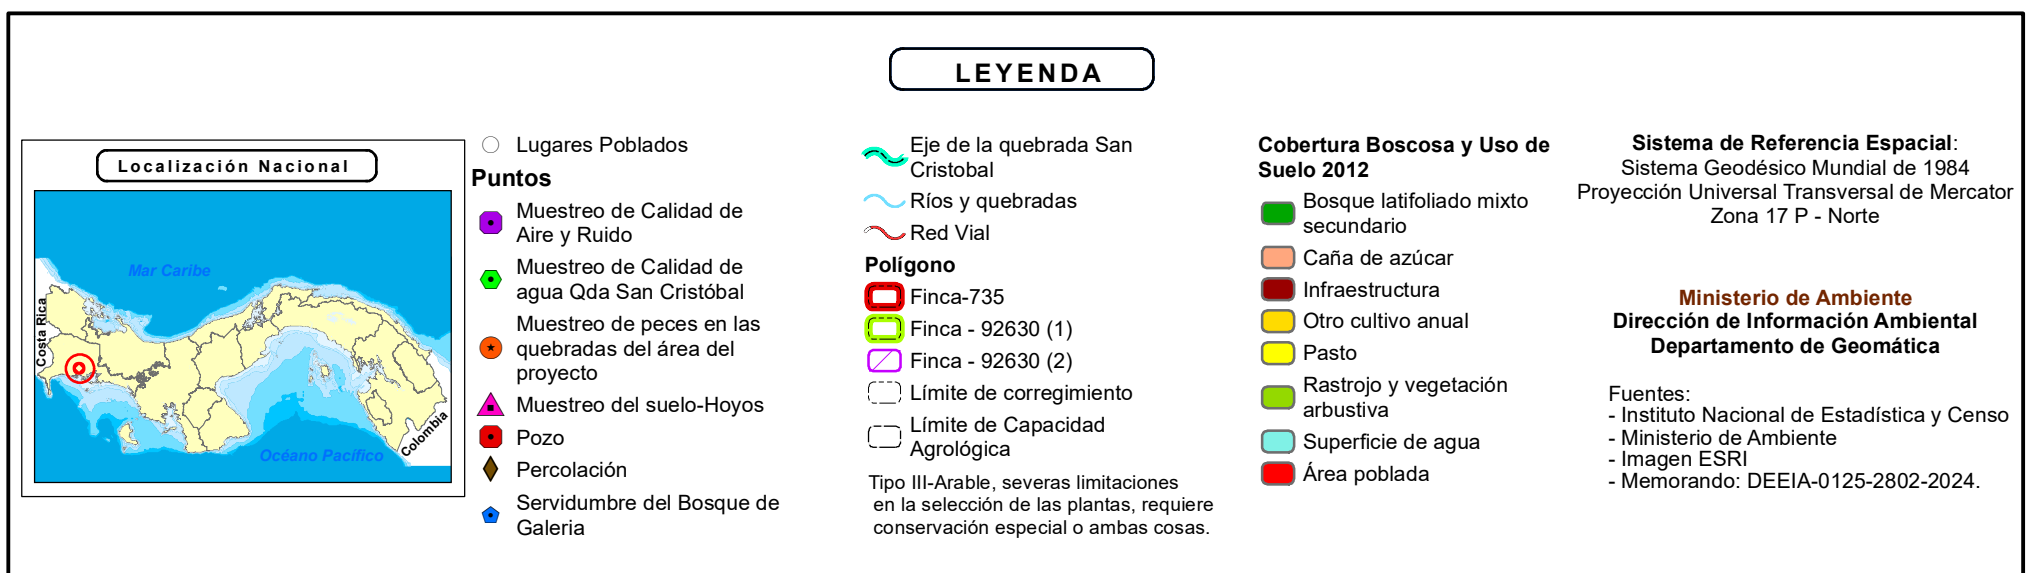 LEYENDA
Localización Nacional
Mar Caribe
Costa Rica
Colombia
Océano Pacífico
Lugares Poblados
Puntos
Muestreo de Calidad de
Aire y Ruido
Muestreo de Calidad de
agua Qda San Cristóbal
Muestreo de peces en las
quebradas del área del
proyecto
Muestreo del suelo-Hoyos
Pozo
Percolación
Servidumbre del Bosque de
Galeria
Eje de la quebrada San
Cristobal
Ríos y quebradas
Red Vial
Polígono
Finca-735
Finca - 92630 (1)
Finca - 92630 (2)
Límite de corregimiento
Límite de Capacidad
Agrológica
Tipo III-Arable, severas limitaciones
en la selección de las plantas, requiere
conservación especial o ambas cosas.
Cobertura Boscosa y Uso de
Suelo 2012
Bosque latifoliado mixto
secundario
Caña de azúcar
Infraestructura
Otro cultivo anual
Pasto
Rastrojo y vegetación
arbustiva
Superficie de agua
Área poblada
Sistema de Referencia Espacial:
Sistema Geodésico Mundial de 1984
Proyección Universal Transversal de Mercator
Zona 17 P - Norte
Ministerio de Ambiente
Dirección de Información Ambiental
Departamento de Geomática
Fuentes:
- Instituto Nacional de Estadística y Censo
- Ministerio de Ambiente
- Imagen ESRI
- Memorando: DEEIA-0125-2802-2024.